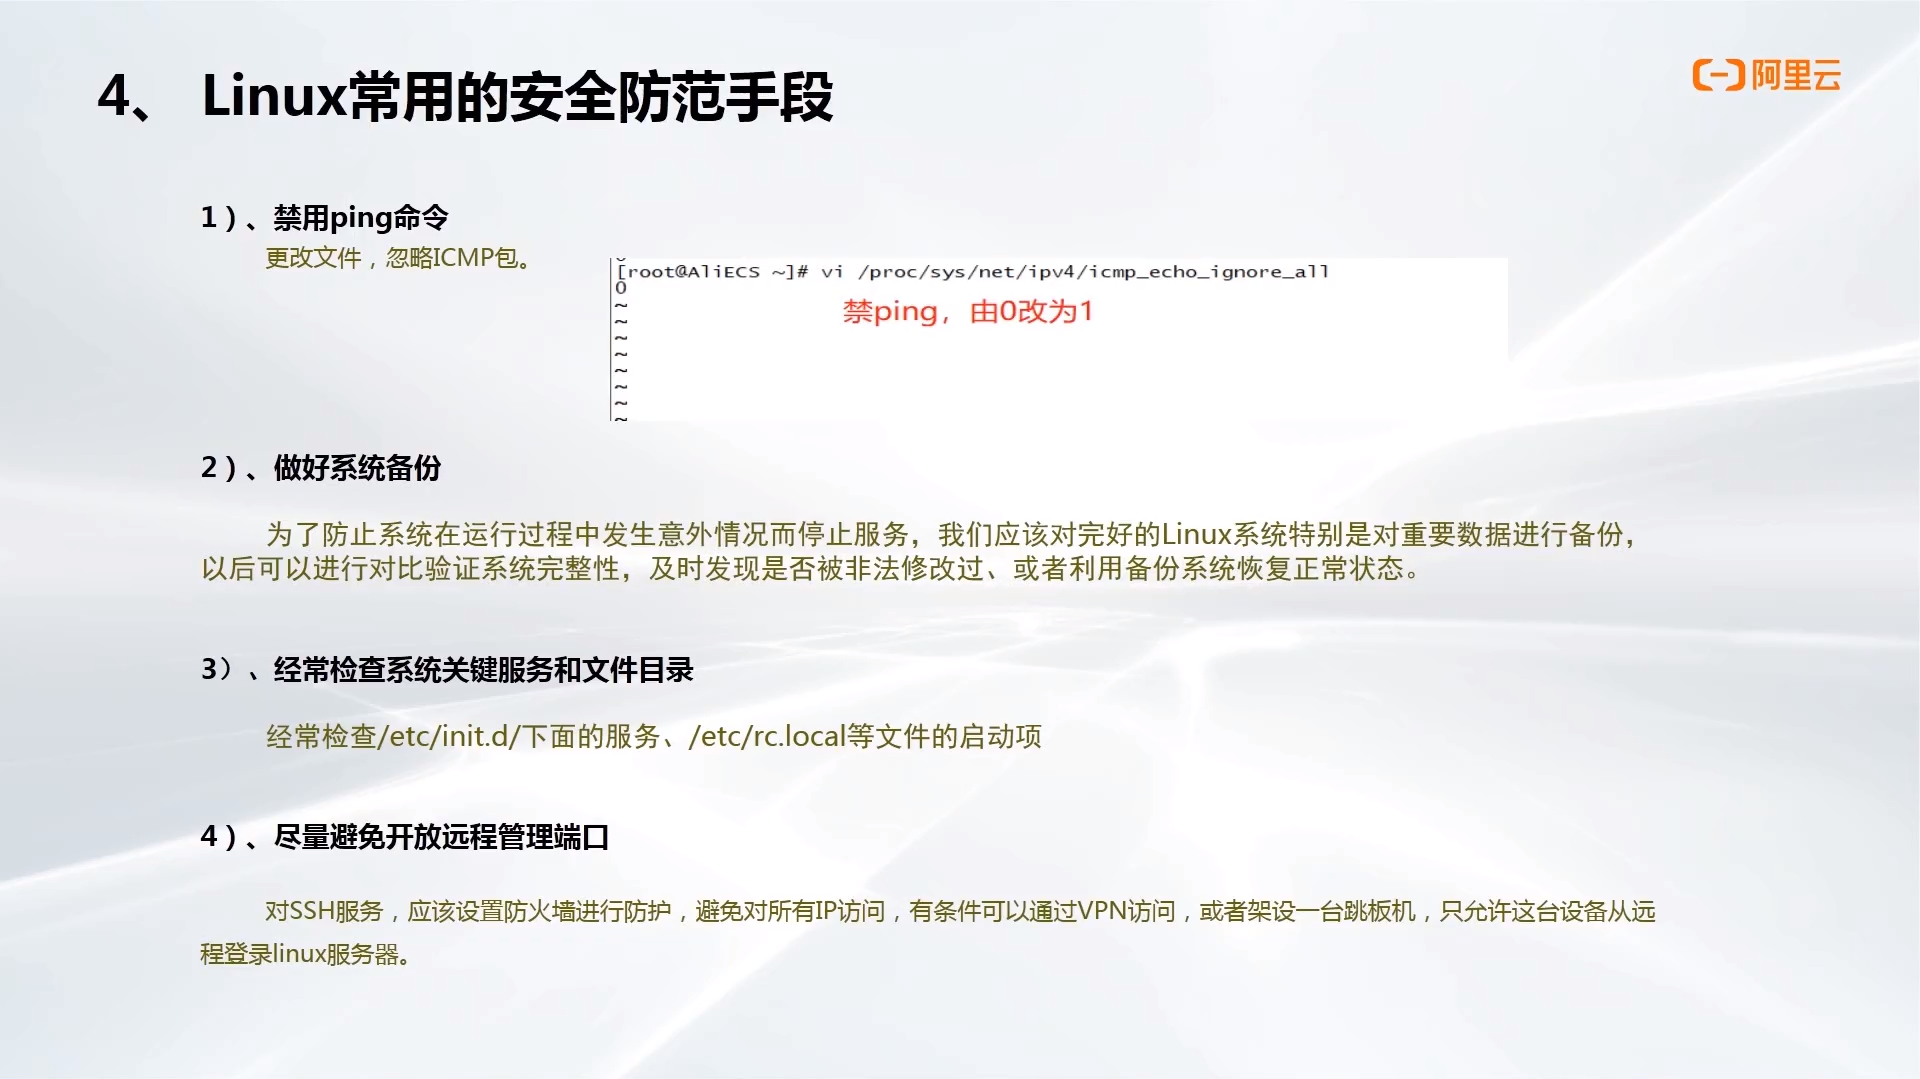 4、 Linux常用的安全防范手段
阿里云
1）、禁用ping命令
更改文件，忽略ICMP包。
[root@AliECS ~]# vi /proc/sys/net/ipv4/icmp_echo_ignore_all
0
~
禁ping，由0改为1
~
~
~
~
~
~
~
2）、做好系统备份
为了防止系统在运行过程中发生意外情况而停止服务，我们应该对完好的Linux系统特别是对重要数据进行备份，
以后可以进行对比验证系统完整性，及时发现是否被非法修改过、或者利用备份系统恢复正常状态。
3）、经常检查系统关键服务和文件目录
经常检查/etc/init.d/下面的服务、/etc/rc.local等文件的启动项
4）、尽量避免开放远程管理端口
对SSH服务，应该设置防火墙进行防护，避免对所有IP访问，有条件可以通过VPN访问，或者架设一台跳板机，只允许这台设备从远
程登录linux服务器。